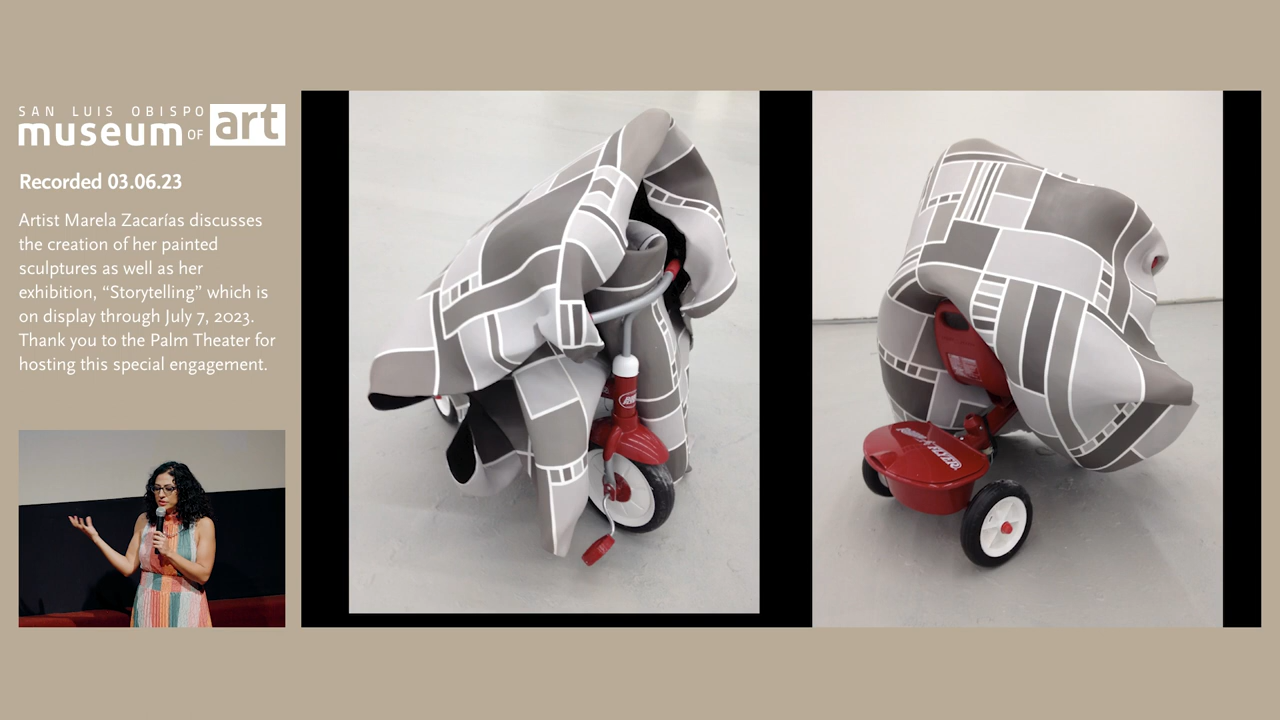 SAN LUIS OBISPO
museum OF art
Recorded 03.06.23
Artist Marela Zacarías discusses
the creation of her painted
sculptures as well as her
exhibition, “Storytelling” which is
on display through July 7, 2023.
Thank you to the Palm Theater for
hosting this special engagement.
RADIO FLYER